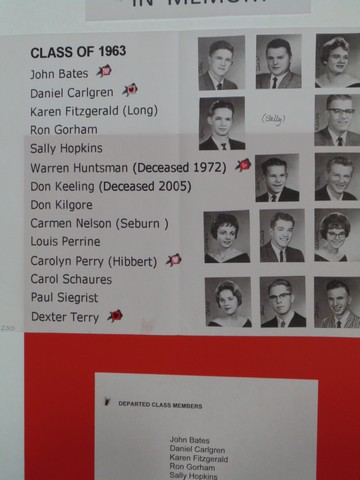 IN MEMORY
CLASS OF 1963
John Bates
Daniel Carlgren
Karen Fitzgerald (Long)
Ron Gorham
Sally Hopkins
Warren Huntsman (Deceased 1972)
Don Keeling (Deceased 2005)
Don Kilgore
Carmen Nelson (Seburn )
Louis Perrine
Carolyn Perry (Hibbert)
Carol Schaures
Paul Siegrist
Dexter Terry
(Sally)
DEPARTED CLASS MEMBERS
John Bates
Daniel Carlgren
Karen Fitzgerald
Ron Gorham
Sally Hopkins